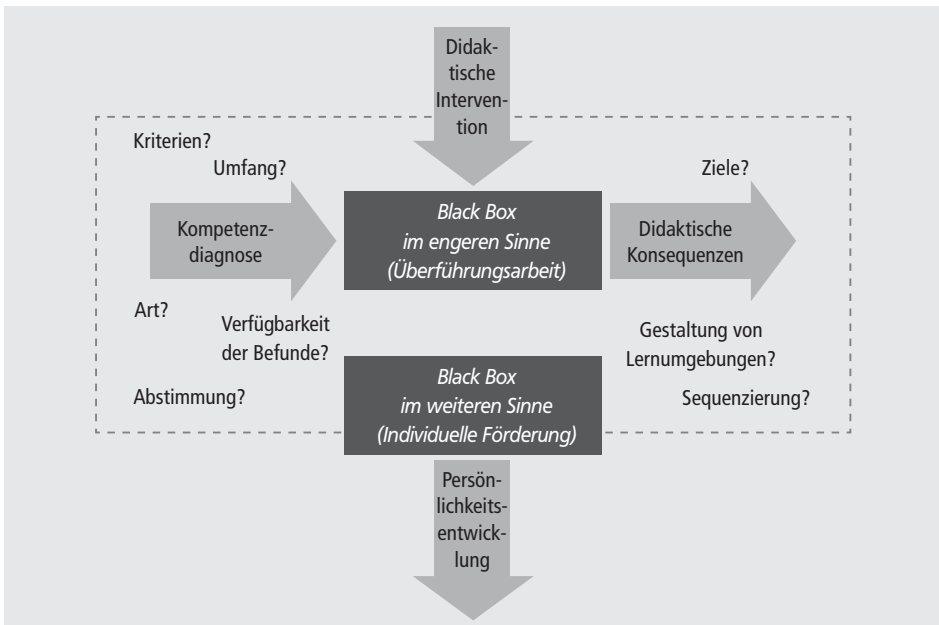 Didak-
tische
Interven-
tion
Kriterien?
Umfang?
Ziele?
Kompetenz-
diagnose
Black Box
im engeren Sinne
(Überführungsarbeit)
Didaktische
Konsequenzen
Art?
Verfügbarkeit
der Befunde?
Gestaltung von
Lernumgebungen?
Abstimmung?
Black Box
im weiteren Sinne
(Individuelle Förderung)
Sequenzierung?
Persön-
lichkeits-
entwick-
lung